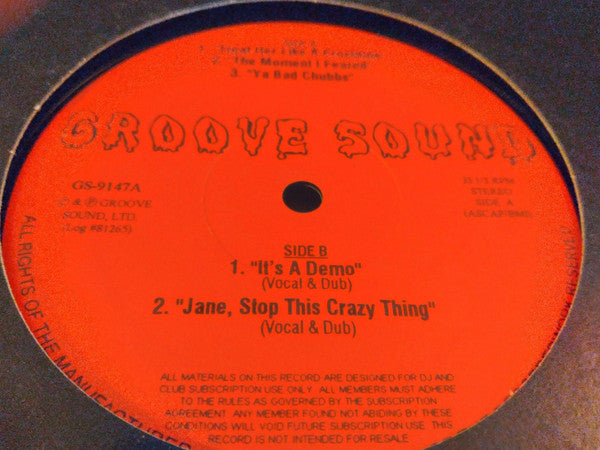 SIDE A
1. "Treat Her Like A Prostitute"
2. "The Moment I Feared"
3. "Ya Bad Chubbs"
GROOVE SOUND
GS-9147A
© & ℗ GROOVE
SOUND, LTD.
(Log #81265)
33 1/3 RPM
STEREO
SIDE A
(ASCAP/BMI)
SIDE B
1. "It's A Demo"
(Vocal & Dub)
2. "Jane, Stop This Crazy Thing"
(Vocal & Dub)
ALL MATERIALS ON THIS RECORD ARE DESIGNED FOR DJ AND
CLUB SUBSCRIPTION USE ONLY. ALL MEMBERS MUST ADHERE
TO THE RULES AS GOVERNED BY THE SUBSCRIPTION
AGREEMENT. ANY MEMBER FOUND NOT ABIDING BY THESE
CONDITIONS WILL VOID FUTURE SUBSCRIPTION USE. THIS
RECORD IS NOT INTENDED FOR RESALE
ALL RIGHTS OF THE MANUFACTURER
RESERVED